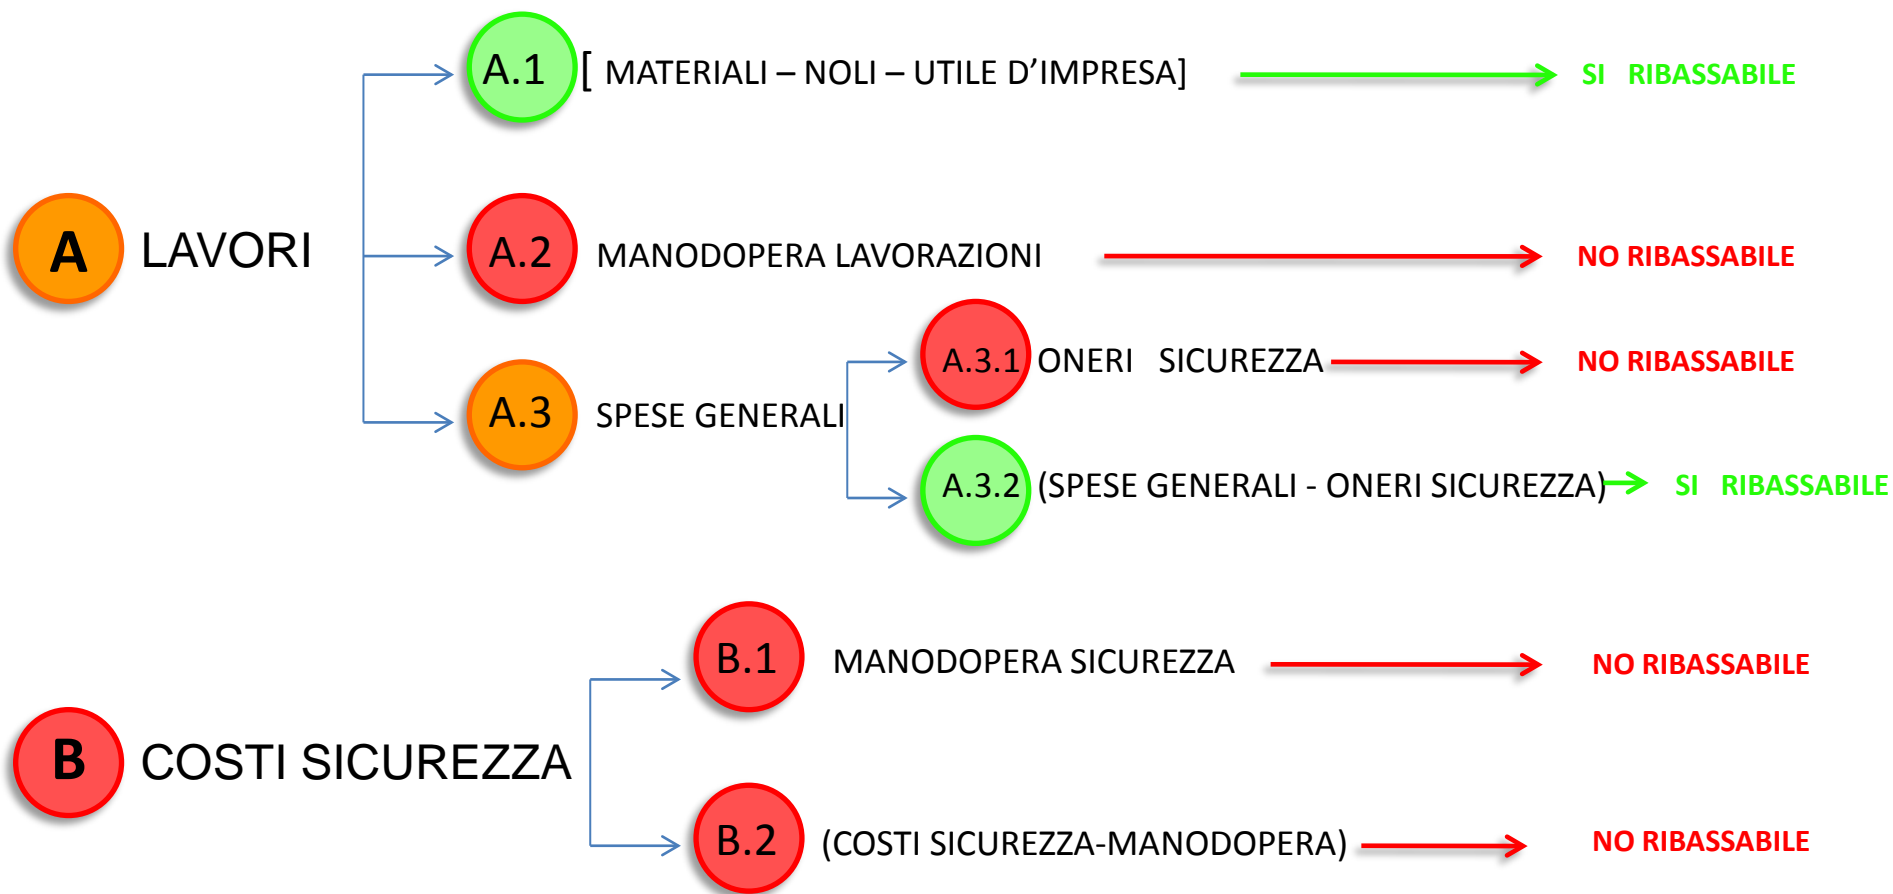 A.1 [ MATERIALI – NOLI – UTILE D’IMPRESA] SI RIBASSABILE
A LAVORI
A.2 MANODOPERA LAVORAZIONI NO RIBASSABILE
A.3 SPESE GENERALI
A.3.1 ONERI SICUREZZA NO RIBASSABILE
A.3.2 (SPESE GENERALI - ONERI SICUREZZA) SI RIBASSABILE
B.1 MANODOPERA SICUREZZA NO RIBASSABILE
B COSTI SICUREZZA
B.2 (COSTI SICUREZZA-MANODOPERA) NO RIBASSABILE